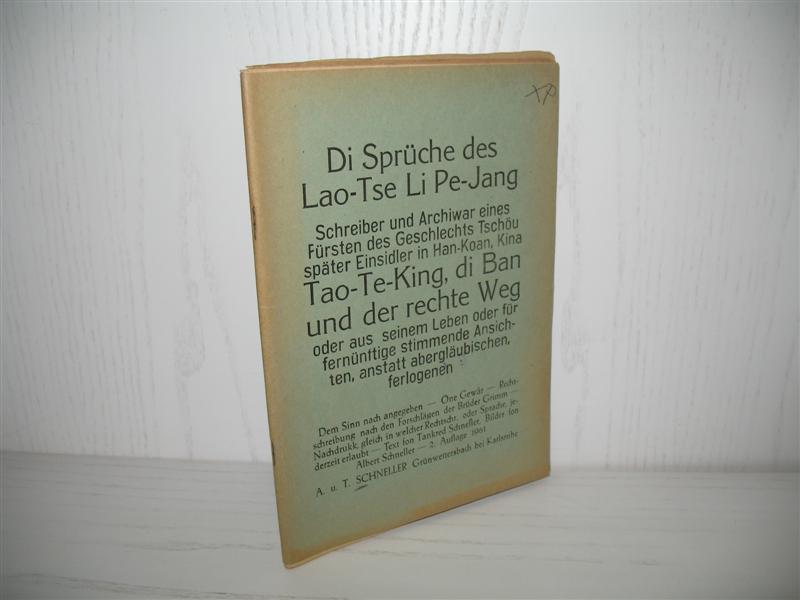 Di Sprüche des
Lao-Tse Li Pe-Jang
Schreiber und Archiwar eines
Fürsten des Geschlechts Tschöu
später Einsidler in Han-Koan, Kina
Tao-Te-King, di Ban
und der rechte Weg
oder aus seinem Leben oder für
fernünftige stimmende Ansich-
ten, anstatt abergläubischen,
ferlogenen
Dem Sinn nach angegeben — One Gewär — Recht-
schreibung nach den Forschlägen der Brüder Grimm —
Nachdrukk, gleich in welcher Rechtschr. oder Sprache, je-
derzeit erlaubt — Text fon Tankred Schneller, Bilder fon
Albert Schneller — 2. Auflage 1961
A. u. T. SCHNELLER Grünwettersbach bei Karlsruhe